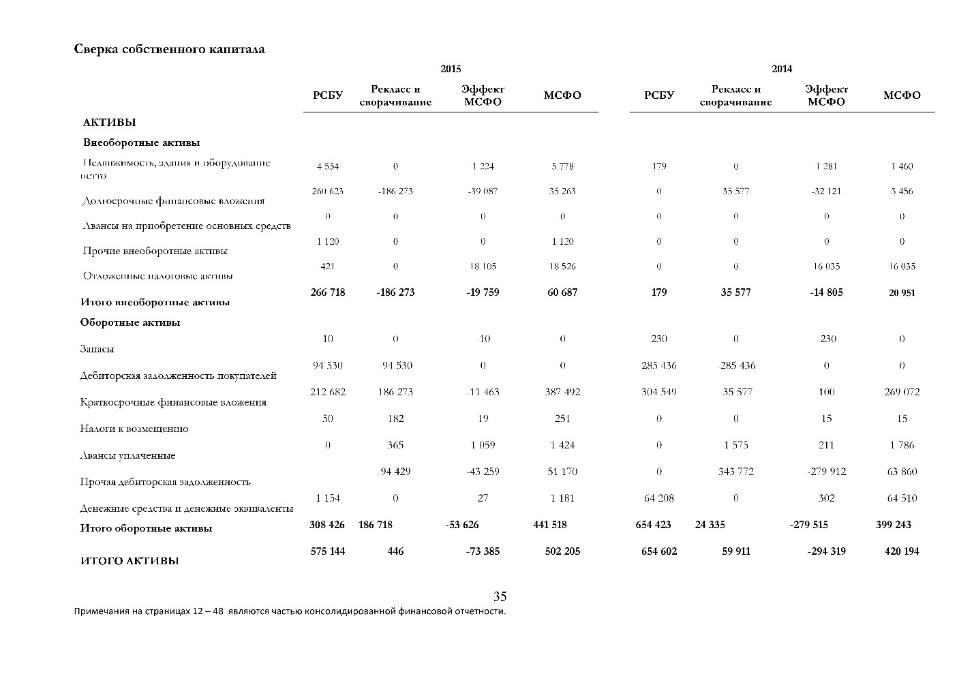 Сверка собственного капитала
2015 2014
РСБУ Рекласс и сворачивание Эффект МСФО МСФО РСБУ Рекласс и сворачивание Эффект МСФО МСФО
АКТИВЫ
Внеоборотные активы
Недвижимость, здания и оборудование нетто 4 554 0 1 224 5 778 179 0 1 281 1 460
Долгосрочные финансовые вложения 260 623 -186 273 -39 087 35 263 0 35 577 -32 121 3 456
Авансы на приобретение основных средств 0 0 0 0 0 0 0 0
Прочие внеоборотные активы 1 120 0 0 1 120 0 0 0 0
Отложенные налоговые активы 421 0 18 105 18 526 0 0 16 035 16 035
Итого внеоборотные активы 266 718 -186 273 -19 759 60 687 179 35 577 -14 805 20 951
Оборотные активы
Запасы 10 0 -10 0 230 0 -230 0
Дебиторская задолженность покупателей 94 530 -94 530 0 0 285 436 -285 436 0 0
Краткосрочные финансовые вложения 212 682 186 273 -11 463 387 492 304 549 -35 577 100 269 072
Налоги к возмещению 50 182 19 251 0 0 15 15
Авансы уплаченные 0 365 1 059 1 424 0 1 575 211 1 786
Прочая дебиторская задолженность 94 429 -43 259 51 170 0 343 772 -279 912 63 860
Денежные средства и денежные эквиваленты 1 154 0 27 1 181 64 208 0 302 64 510
Итого оборотные активы 308 426 186 718 -53 626 441 518 654 423 24 335 -279 515 399 243
ИТОГО АКТИВЫ 575 144 446 -73 385 502 205 654 602 59 911 -294 319 420 194
35
Примечания на страницах 12 – 48 являются частью консолидированной финансовой отчетности.